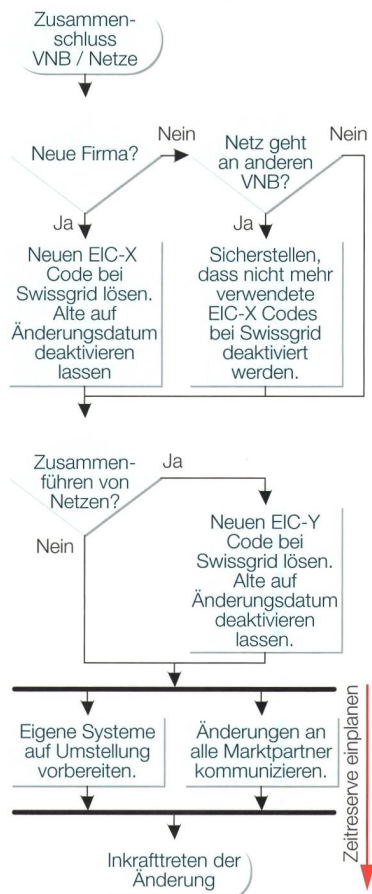 Zusammen-
schluss
VNB / Netze
Neue Firma?
Nein
Ja
Netz geht
an anderen
VNB?
Nein
Ja
Neuen EIC-X
Code bei
Swissgrid lösen.
Alte auf
Änderungsdatum
deaktivieren
lassen
Sicherstellen,
dass nicht mehr
verwendete
EIC-X Codes
bei Swissgrid
deaktiviert
werden.
Zusammen-
führen von
Netzen?
Ja
Nein
Neuen EIC-Y
Code bei
Swissgrid lösen.
Alte auf
Änderungsdatum
deaktivieren
lassen.
Eigene Systeme
auf Umstellung
vorbereiten.
Änderungen an
alle Marktpartner
kommunizieren.
Zeitreserve einplanen
Inkrafttreten der
Änderung